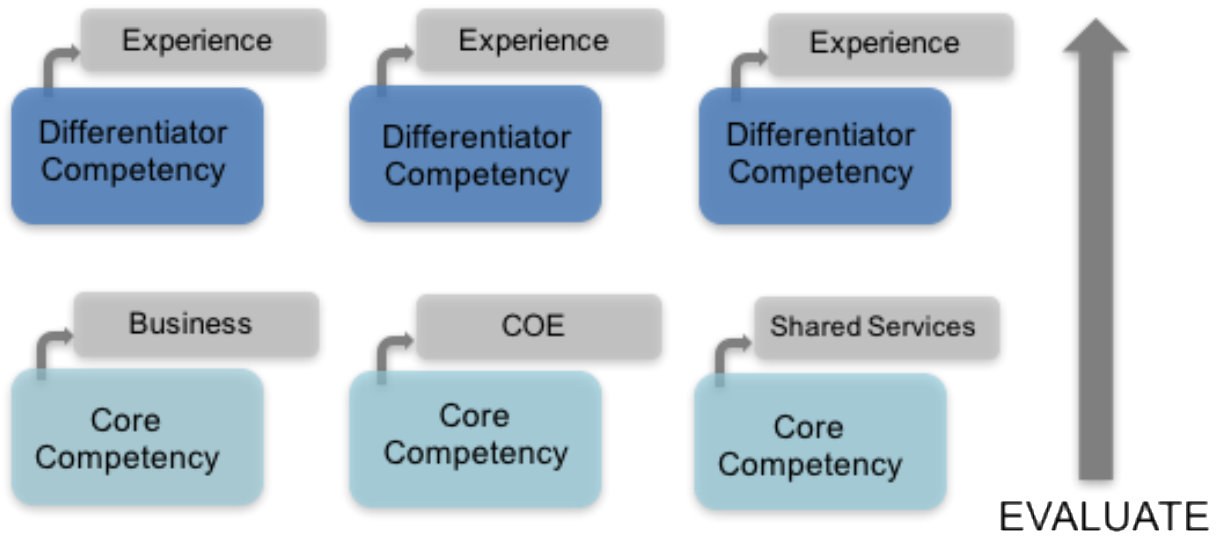 Experience
Experience
Experience
Differentiator
Competency
Differentiator
Competency
Differentiator
Competency
Business
COE
Shared Services
Core
Competency
Core
Competency
Core
Competency
EVALUATE